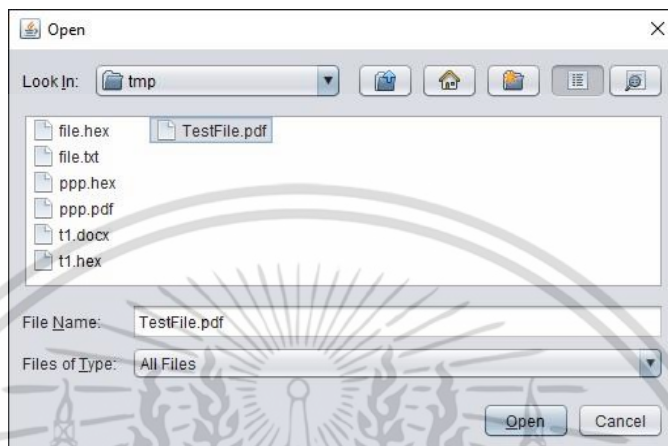 Open
Look In: tmp
file.hex TestFile.pdf
file.txt
ppp.hex
ppp.pdf
t1.docx
t1.hex
File Name: TestFile.pdf
Files of Type: All Files
Open Cancel